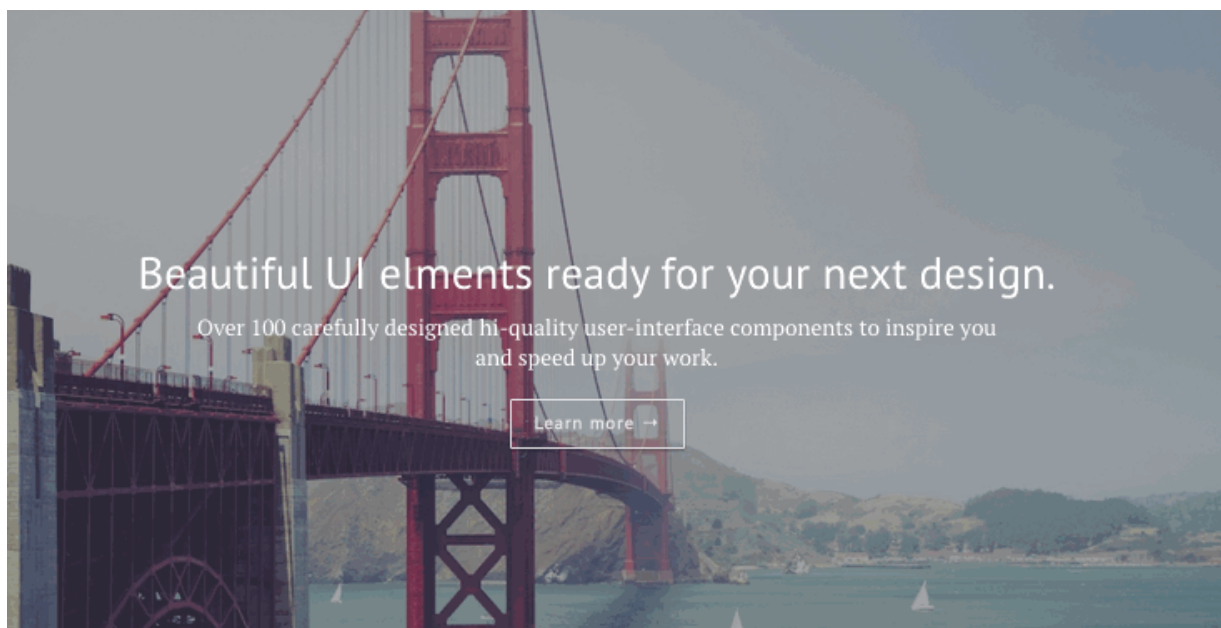 Beautiful UI elments ready for your next design.
Over 100 carefully designed hi-quality user-interface components to inspire you
and speed up your work.
Learn more →